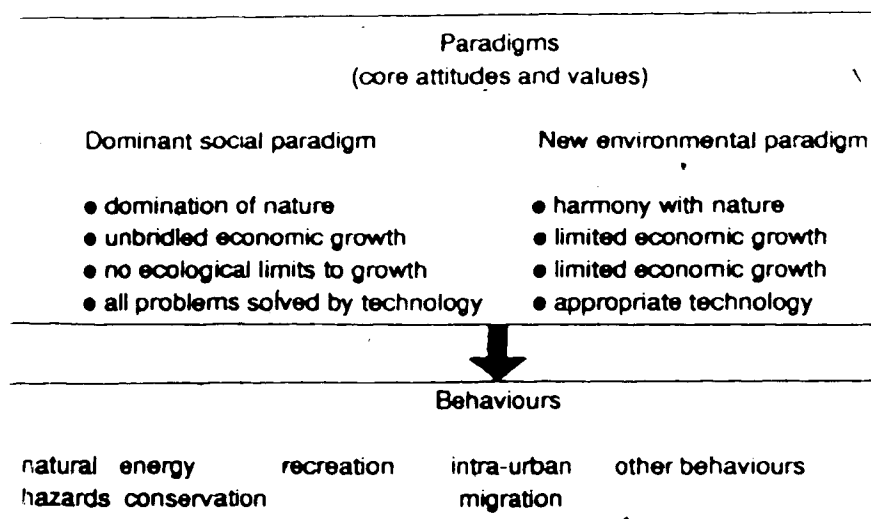 Paradigms
(core attitudes and values)
Dominant social paradigm
• domination of nature
• unbridled economic growth
• no ecological limits to growth
• all problems solved by technology
New environmental paradigm
• harmony with nature
• limited economic growth
• limited economic growth
• appropriate technology
Behaviours
natural energy recreation intra-urban other behaviours
hazards conservation migration